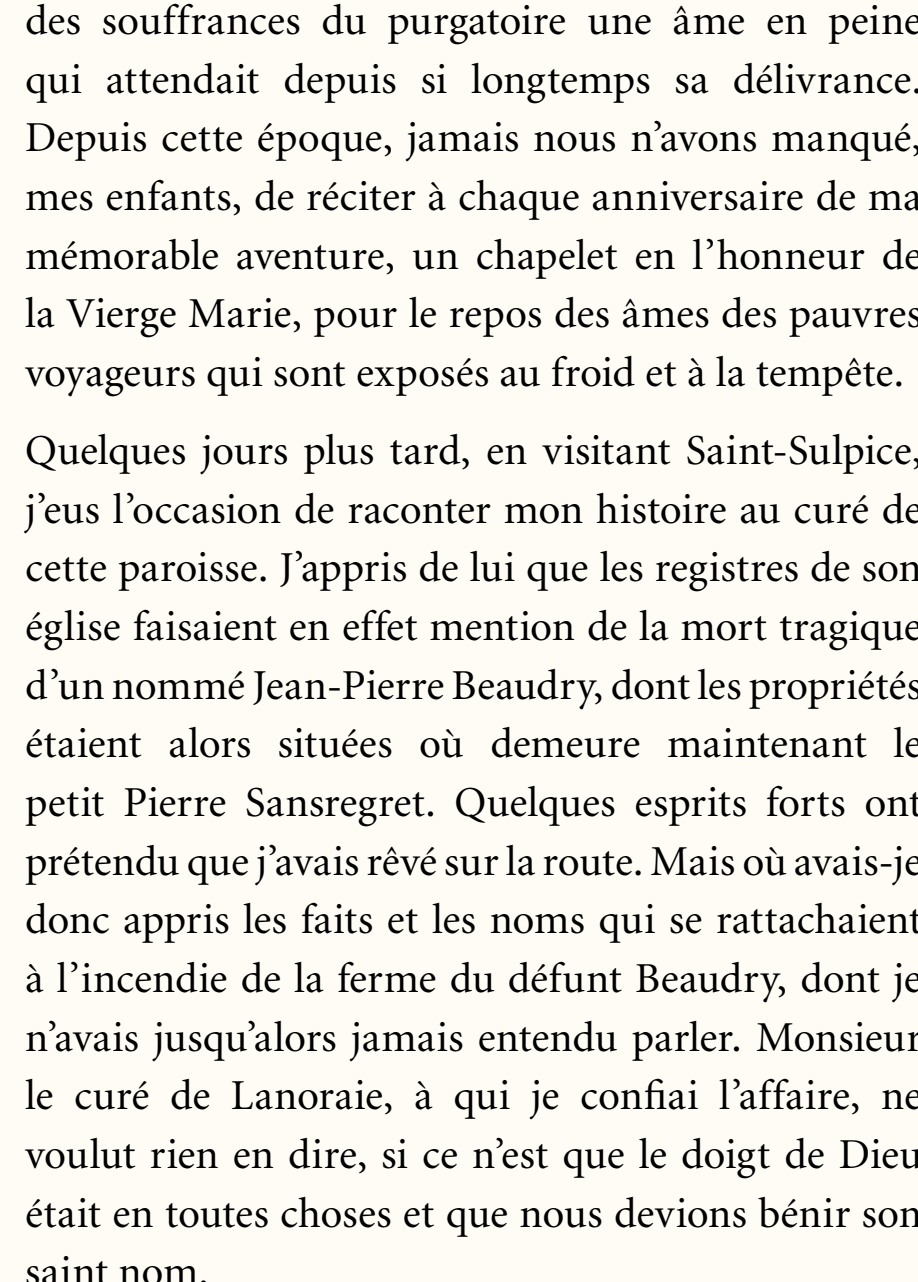 des souffrances du purgatoire une âme en peine
qui attendait depuis si longtemps sa délivrance.
Depuis cette époque, jamais nous n’avons manqué,
mes enfants, de réciter à chaque anniversaire de ma
mémorable aventure, un chapelet en l’honneur de
la Vierge Marie, pour le repos des âmes des pauvres
voyageurs qui sont exposés au froid et à la tempête.
Quelques jours plus tard, en visitant Saint-Sulpice,
j’eus l’occasion de raconter mon histoire au curé de
cette paroisse. J’appris de lui que les registres de son
église faisaient en effet mention de la mort tragique
d’un nommé Jean-Pierre Beaudry, dont les propriétés
étaient alors situées où demeure maintenant le
petit Pierre Sansregret. Quelques esprits forts ont
prétendu que j’avais rêvé sur la route. Mais où avais-je
donc appris les faits et les noms qui se rattachaient
à l’incendie de la ferme du défunt Beaudry, dont je
n’avais jusqu’alors jamais entendu parler. Monsieur
le curé de Lanoraie, à qui je confiai l’affaire, ne
voulut rien en dire, si ce n’est que le doigt de Dieu
était en toutes choses et que nous devions bénir son
saint nom.